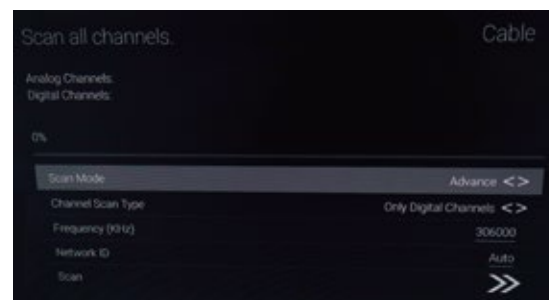 Scan all channels. Cable
Analog Channels:
Digital Channels:
0%
Scan Mode Advance <>
Channel Scan Type Only Digital Channels <>
Frequency (KHz) 306000
Network ID Auto
Scan »